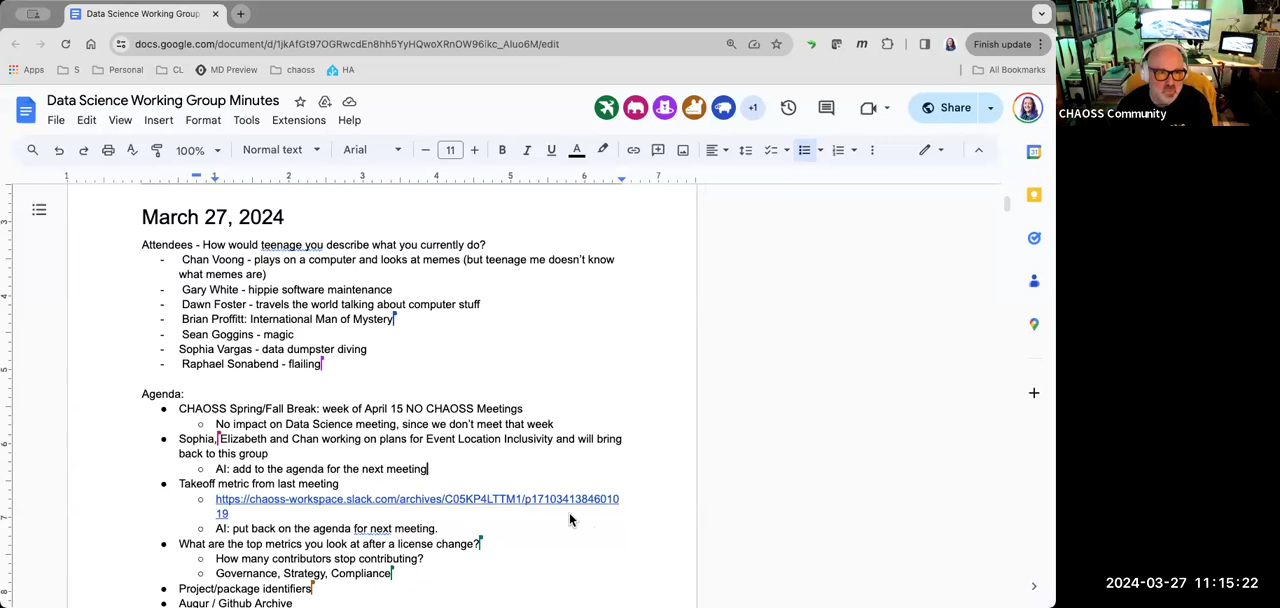 Data Science Working Group
docs.google.com/document/d/1jkAfGt97OGRwcdEn8hh5YyHQwoXRnOW96ikc_Aluo6M/edit
Finish update
Apps
S
Personal
CL
MD Preview
chaoss
HA
All Bookmarks
Data Science Working Group Minutes
File Edit View Insert Format Tools Extensions Help
+1
Share
100%
Normal text
Arial
11
CHAOSS Community
1 1 2 3 4 5 6 7
March 27, 2024
Attendees - How would teenage you describe what you currently do?
- Chan Voong - plays on a computer and looks at memes (but teenage me doesn't know
what memes are)
- Gary White - hippie software maintenance
- Dawn Foster - travels the world talking about computer stuff
- Brian Proffitt: International Man of Mystery
- Sean Goggins - magic
- Sophia Vargas - data dumpster diving
- Raphael Sonabend - flailing
Agenda:
● CHAOSS Spring/Fall Break: week of April 15 NO CHAOSS Meetings
○ No impact on Data Science meeting, since we don't meet that week
● Sophia, Elizabeth and Chan working on plans for Event Location Inclusivity and will bring
back to this group
○ AI: add to the agenda for the next meeting
● Takeoff metric from last meeting
○ https://chaoss-workspace.slack.com/archives/C05KP4LTTM1/p17103413846010
19
○ AI: put back on the agenda for next meeting.
● What are the top metrics you look at after a license change?
○ How many contributors stop contributing?
○ Governance, Strategy, Compliance
● Project/package identifiers
● Augur / Github Archive
2024-03-27 11:15:22